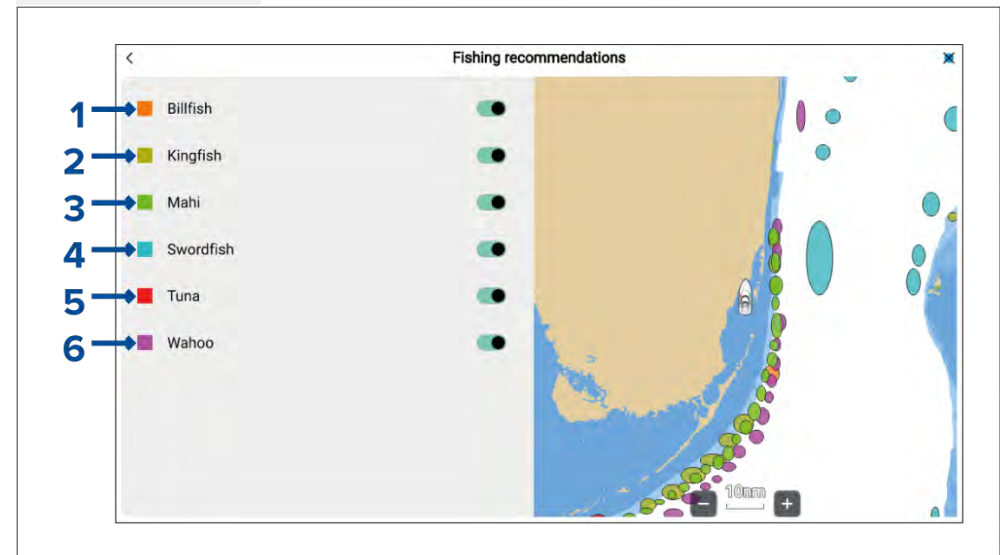 Fishing recommendations
1 Billfish
2 Kingfish
3 Mahi
4 Swordfish
5 Tuna
6 Wahoo
10nm